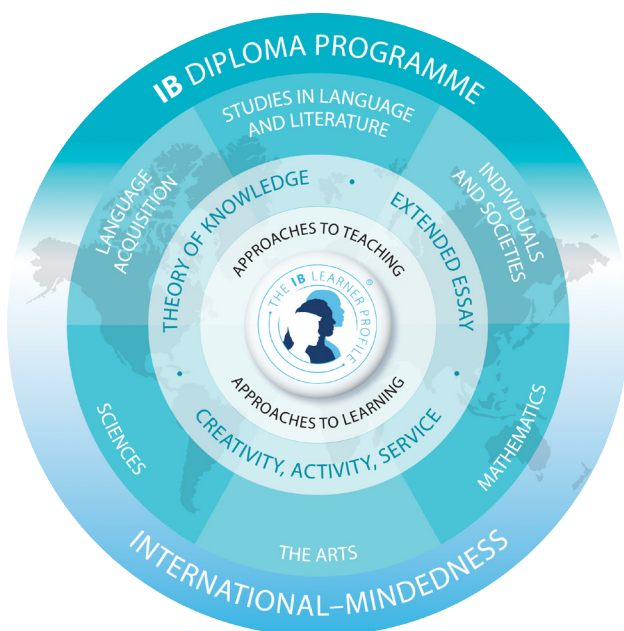 IB DIPLOMA PROGRAMME
STUDIES IN LANGUAGE
AND LITERATURE
INDIVIDUALS
AND SOCIETIES
MATHEMATICS
THE ARTS
SCIENCES
LANGUAGE
ACQUISITION
THEORY OF KNOWLEDGE
EXTENDED ESSAY
CREATIVITY, ACTIVITY, SERVICE
APPROACHES TO TEACHING
APPROACHES TO LEARNING
THE IB LEARNER PROFILE ®
INTERNATIONAL–MINDEDNESS